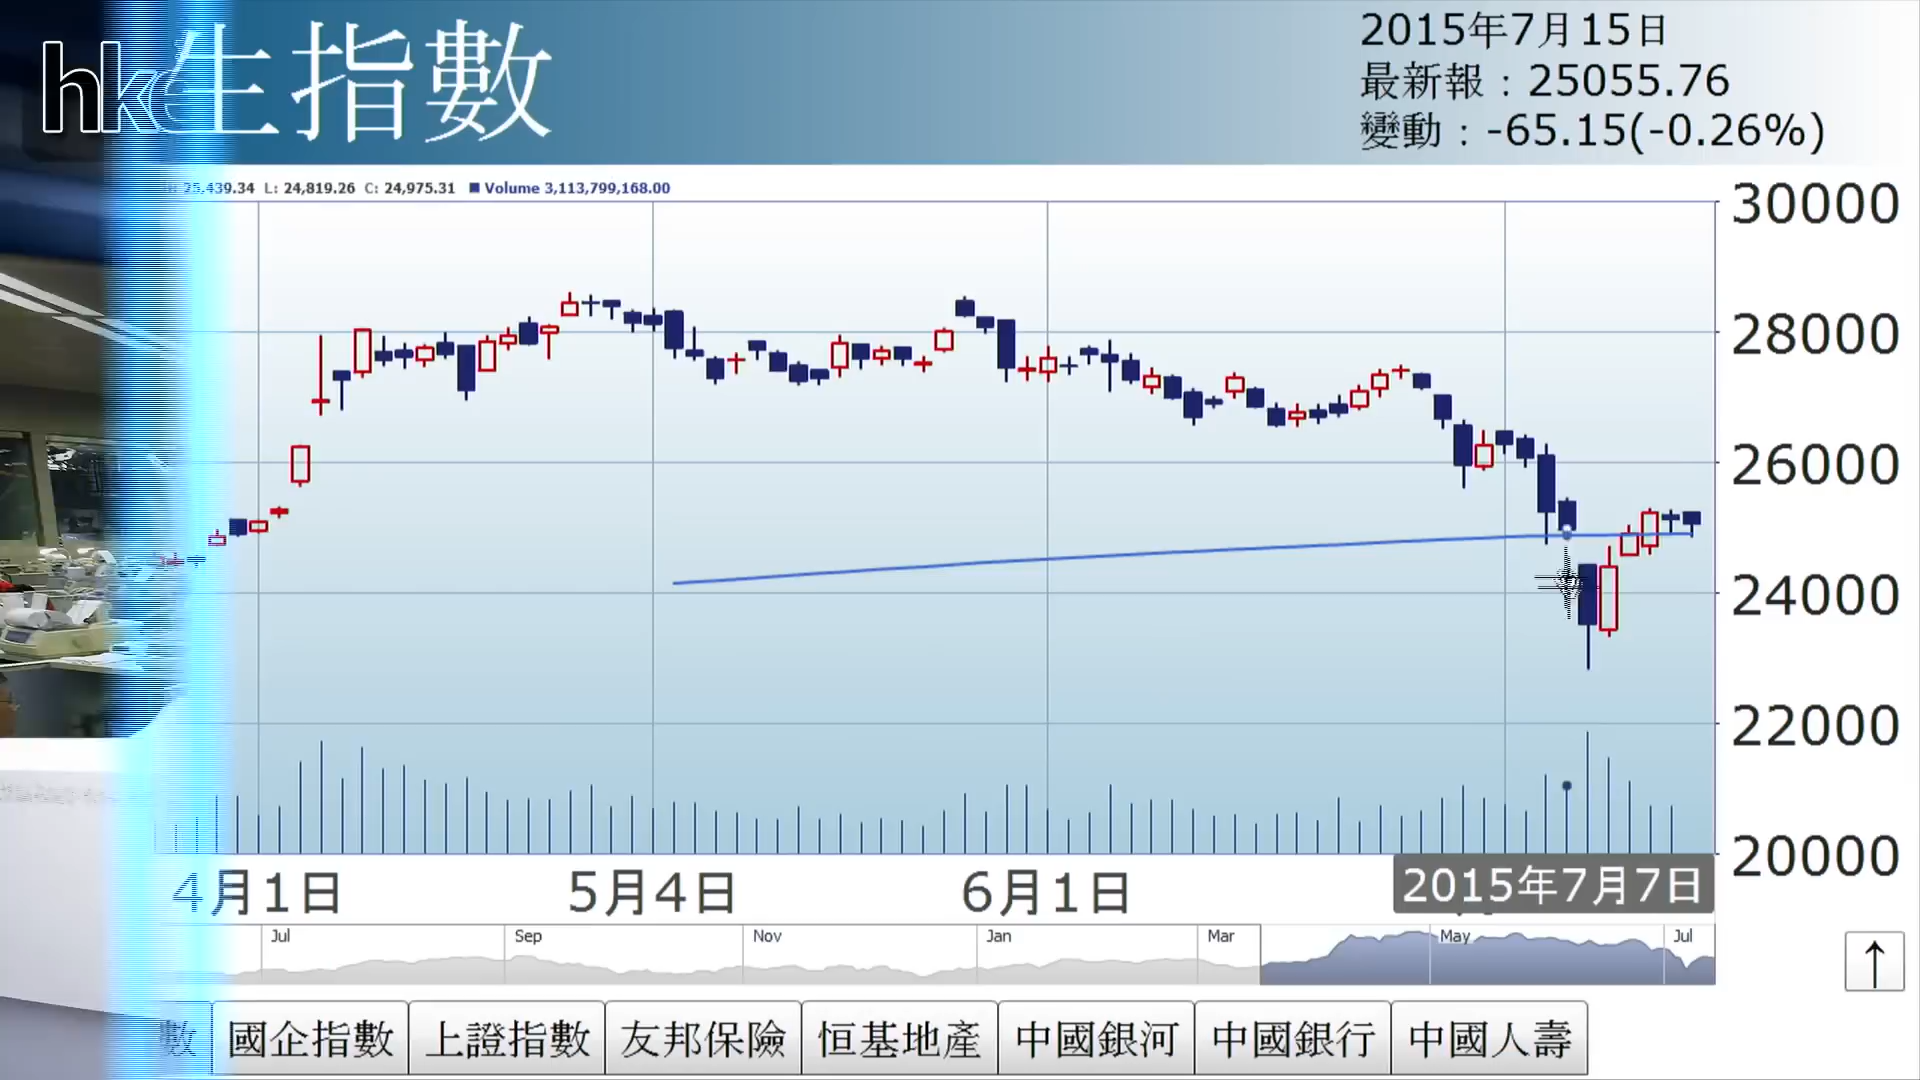 hk
生指數
2015年7月15日
最新報：25055.76
變動：-65.15(-0.26%)
25,439.34 L: 24,819.26 C: 24,975.31 Volume 3,113,799,168.00
30000
28000
26000
24000
22000
20000
4月1日 5月4日 6月1日 2015年7月7日
Jul Sep Nov Jan Mar May Jul
↑
數 國企指數 上證指數 友邦保險 恒基地產 中國銀河 中國銀行 中國人壽